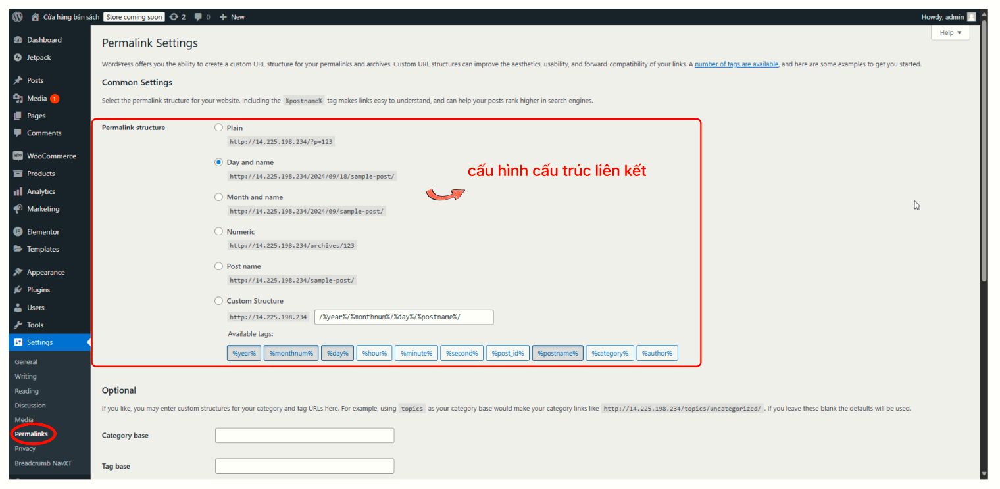 Cửa hàng bán sách Store coming soon 2 0 New Howdy, admin
Help
Dashboard
Jetpack
Posts
Media 1
Pages
Comments
WooCommerce
Products
Analytics
Marketing
Elementor
Templates
Appearance
Plugins
Users
Tools
Settings
General
Writing
Reading
Discussion
Media
Permalinks
Privacy
Breadcrumb NavXT
Permalink Settings
WordPress offers you the ability to create a custom URL structure for your permalinks and archives. Custom URL structures can improve the aesthetics, usability, and forward-compatibility of your links. A number of tags are available, and here are some examples to get you started.
Common Settings
Select the permalink structure for your website. Including the %postname% tag makes links easy to understand, and can help your posts rank higher in search engines.
Permalink structure
Plain
http://14.225.198.234/?p=123
Day and name
http://14.225.198.234/2024/09/18/sample-post/
cấu hình cấu trúc liên kết
Month and name
http://14.225.198.234/2024/09/sample-post/
Numeric
http://14.225.198.234/archives/123
Post name
http://14.225.198.234/sample-post/
Custom Structure
http://14.225.198.234 /%year%/%monthnum%/%day%/%postname%/
Available tags:
%year% %monthnum% %day% %hour% %minute% %second% %post_id% %postname% %category% %author%
Optional
If you like, you may enter custom structures for your category and tag URLs here. For example, using topics as your category base would make your category links like http://14.225.198.234/topics/uncategorized/ . If you leave these blank the defaults will be used.
Category base
Tag base